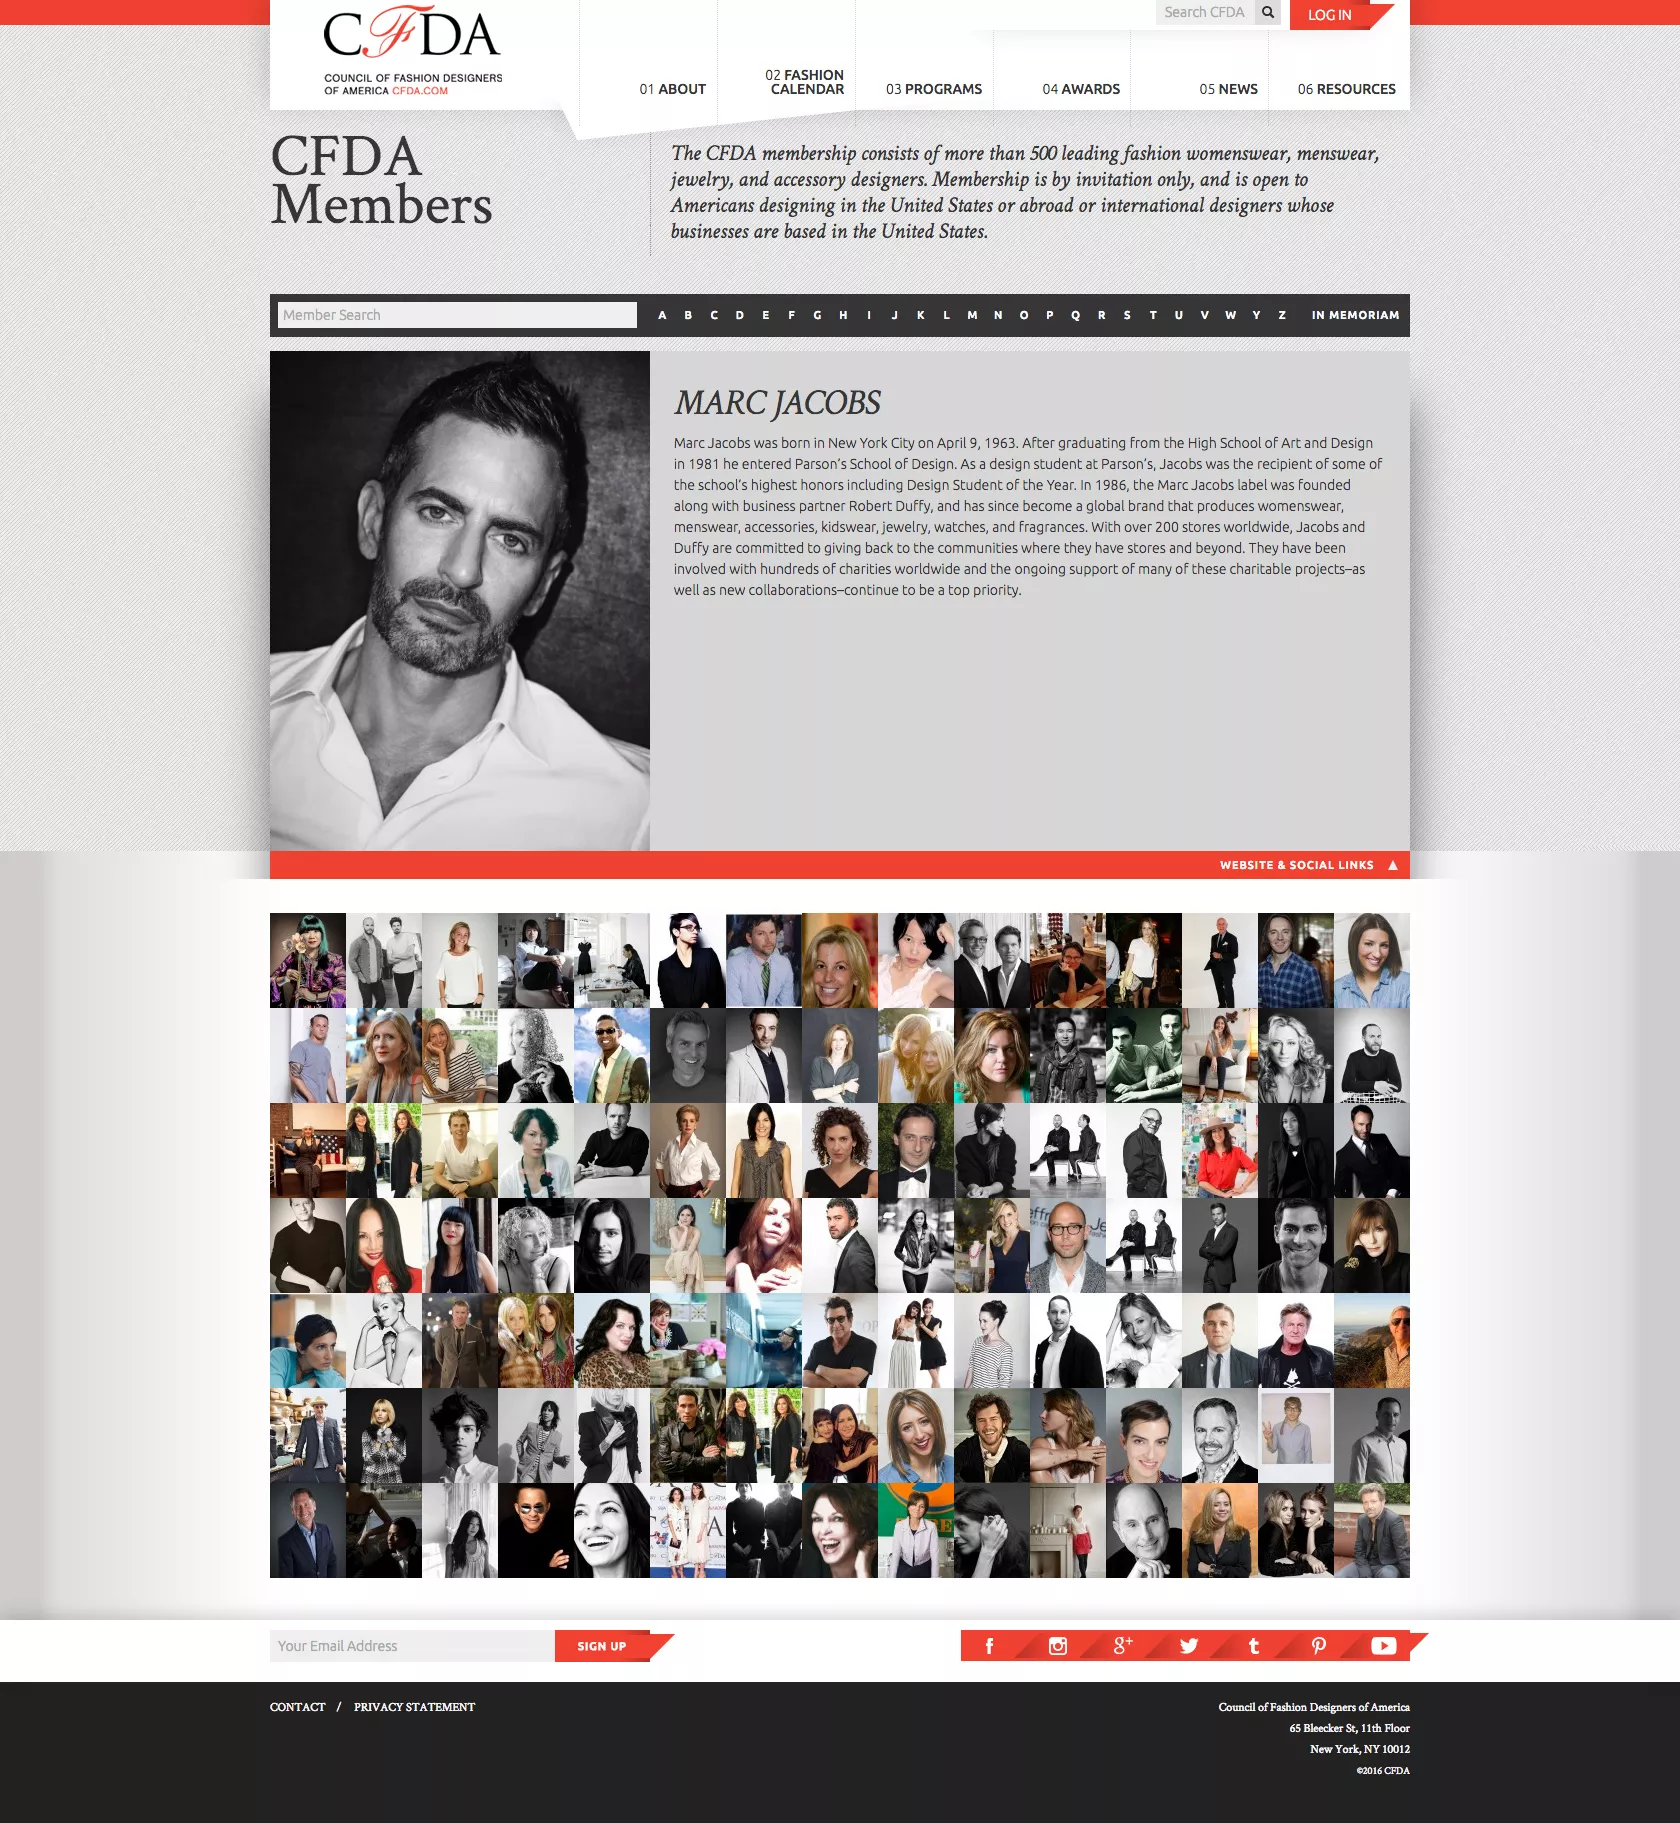 Search CFDA
LOG IN
CFDA
COUNCIL OF FASHION DESIGNERS
OF AMERICA CFDA.COM
01 ABOUT
02 FASHION
CALENDAR
03 PROGRAMS
04 AWARDS
05 NEWS
06 RESOURCES
CFDA
Members
The CFDA membership consists of more than 500 leading fashion womenswear, menswear,
jewelry, and accessory designers. Membership is by invitation only, and is open to
Americans designing in the United States or abroad or international designers whose
businesses are based in the United States.
Member Search
A B C D E F G H I J K L M N O P Q R S T U V W Y Z IN MEMORIAM
MARC JACOBS
Marc Jacobs was born in New York City on April 9, 1963. After graduating from the High School of Art and Design
in 1981 he entered Parson's School of Design. As a design student at Parson's, Jacobs was the recipient of some of
the school's highest honors including Design Student of the Year. In 1986, the Marc Jacobs label was founded
along with business partner Robert Duffy, and has since become a global brand that produces womenswear,
menswear, accessories, kidswear, jewelry, watches, and fragrances. With over 200 stores worldwide, Jacobs and
Duffy are committed to giving back to the communities where they have stores and beyond. They have been
involved with hundreds of charities worldwide and the ongoing support of many of these charitable projects–as
well as new collaborations–continue to be a top priority.
WEBSITE & SOCIAL LINKS
Your Email Address
SIGN UP
CONTACT / PRIVACY STATEMENT
Council of Fashion Designers of America
65 Bleecker St, 11th Floor
New York, NY 10012
©2016 CFDA